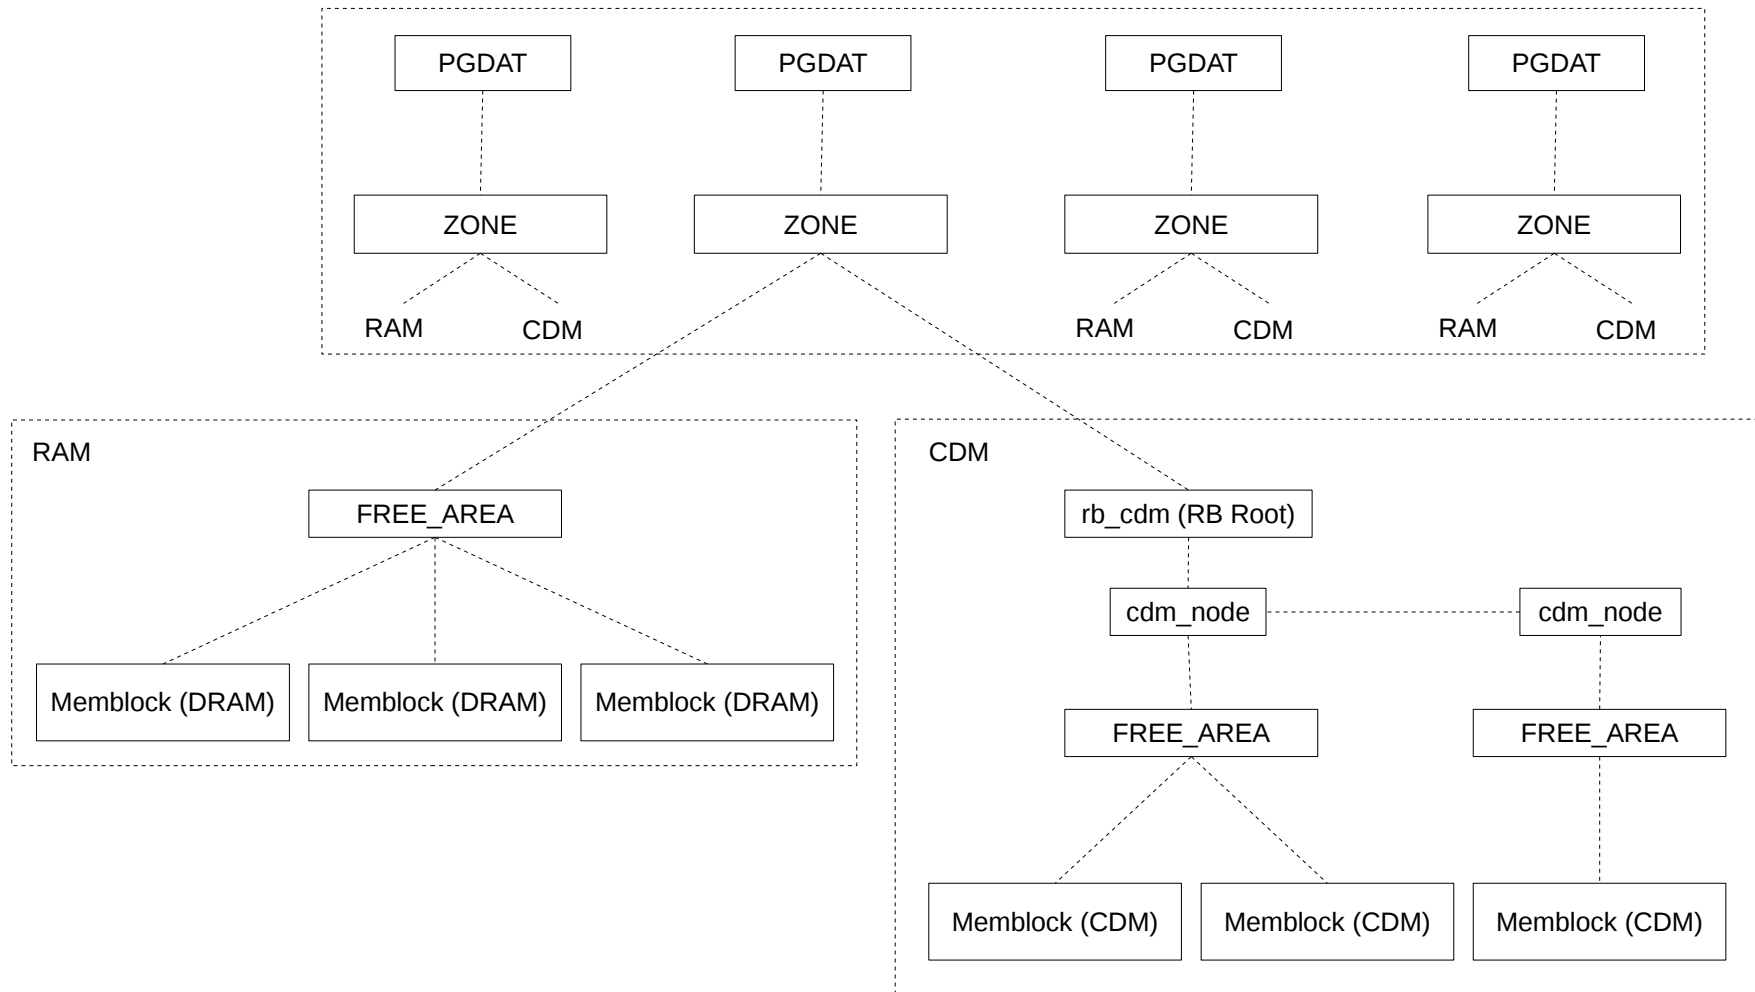 PGDAT
PGDAT
PGDAT
PGDAT
ZONE
ZONE
ZONE
ZONE
RAM
CDM
RAM
CDM
RAM
CDM
RAM
FREE_AREA
Memblock (DRAM)
Memblock (DRAM)
Memblock (DRAM)
CDM
rb_cdm (RB Root)
cdm_node
cdm_node
FREE_AREA
FREE_AREA
Memblock (CDM)
Memblock (CDM)
Memblock (CDM)